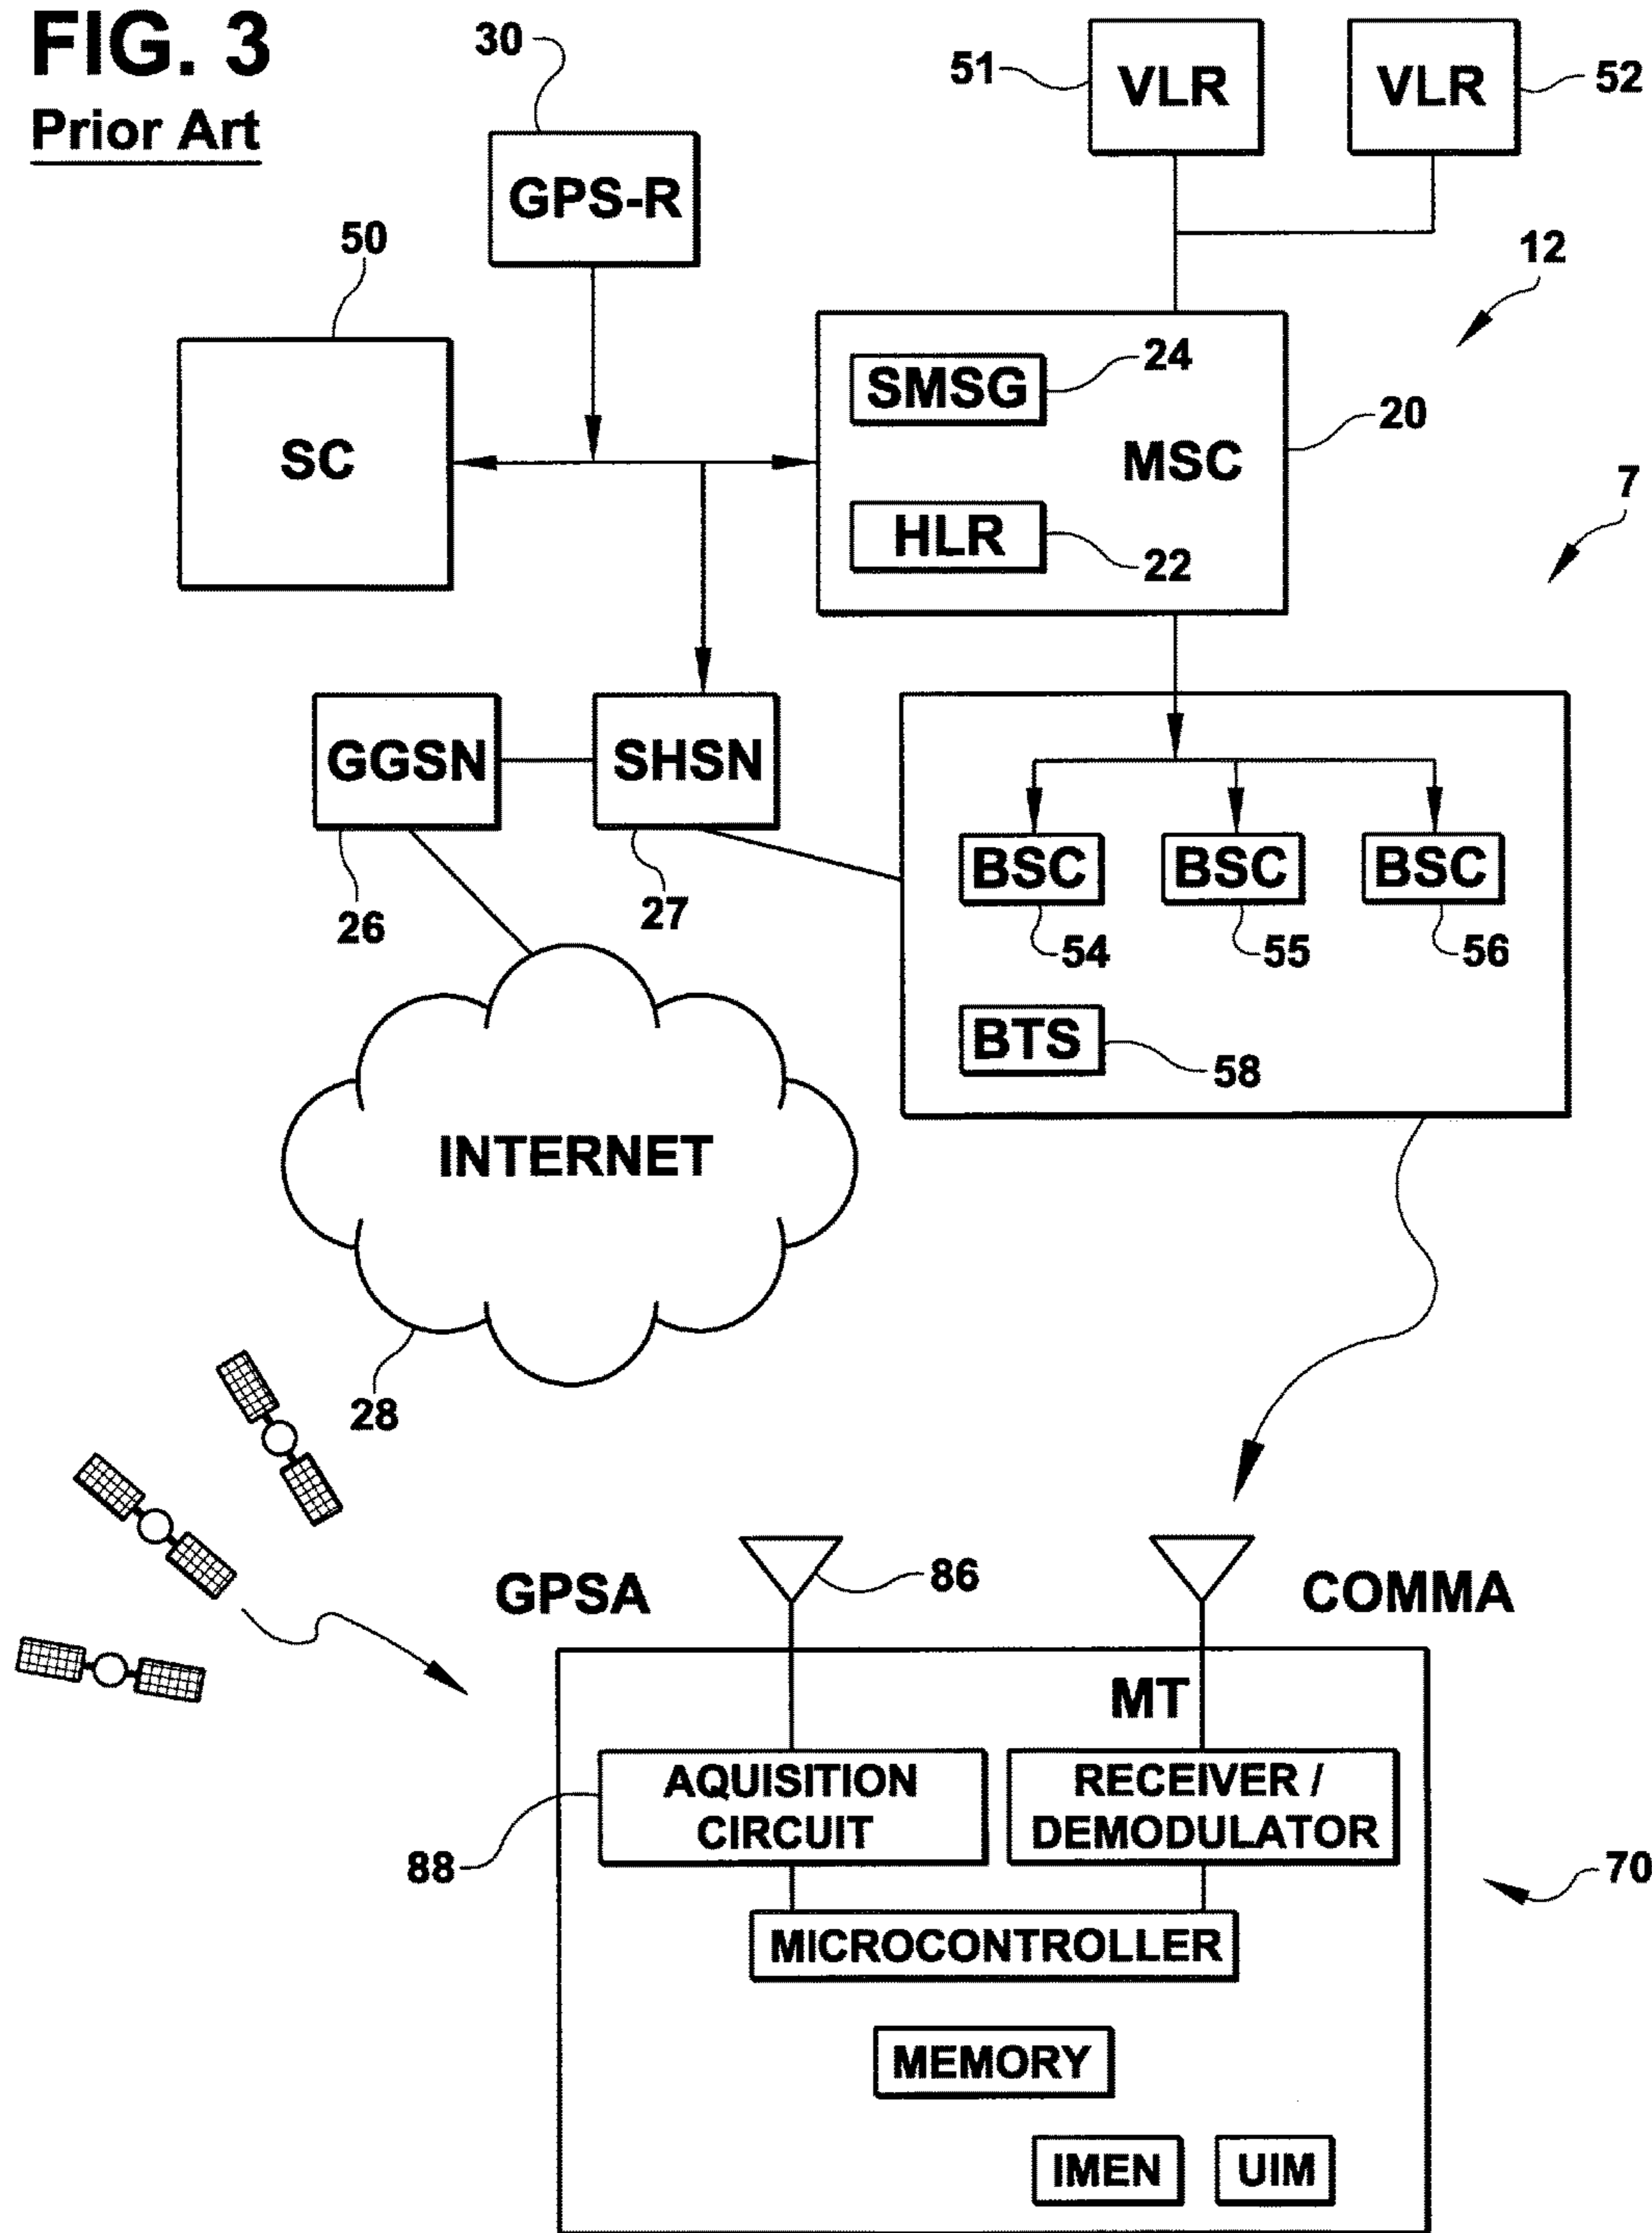 FIG. 3
Prior Art
30
GPS-R
51
VLR
VLR
52
50
12
SC
SMSG
24
MSC
20
HLR
22
7
GGSN
SHSN
26
27
BSC
BSC
BSC
54
55
56
BTS
58
INTERNET
28
GPSA
86
COMMA
MT
AQUISITION
CIRCUIT
RECEIVER /
DEMODULATOR
88
70
MICROCONTROLLER
MEMORY
IMEN
UIM